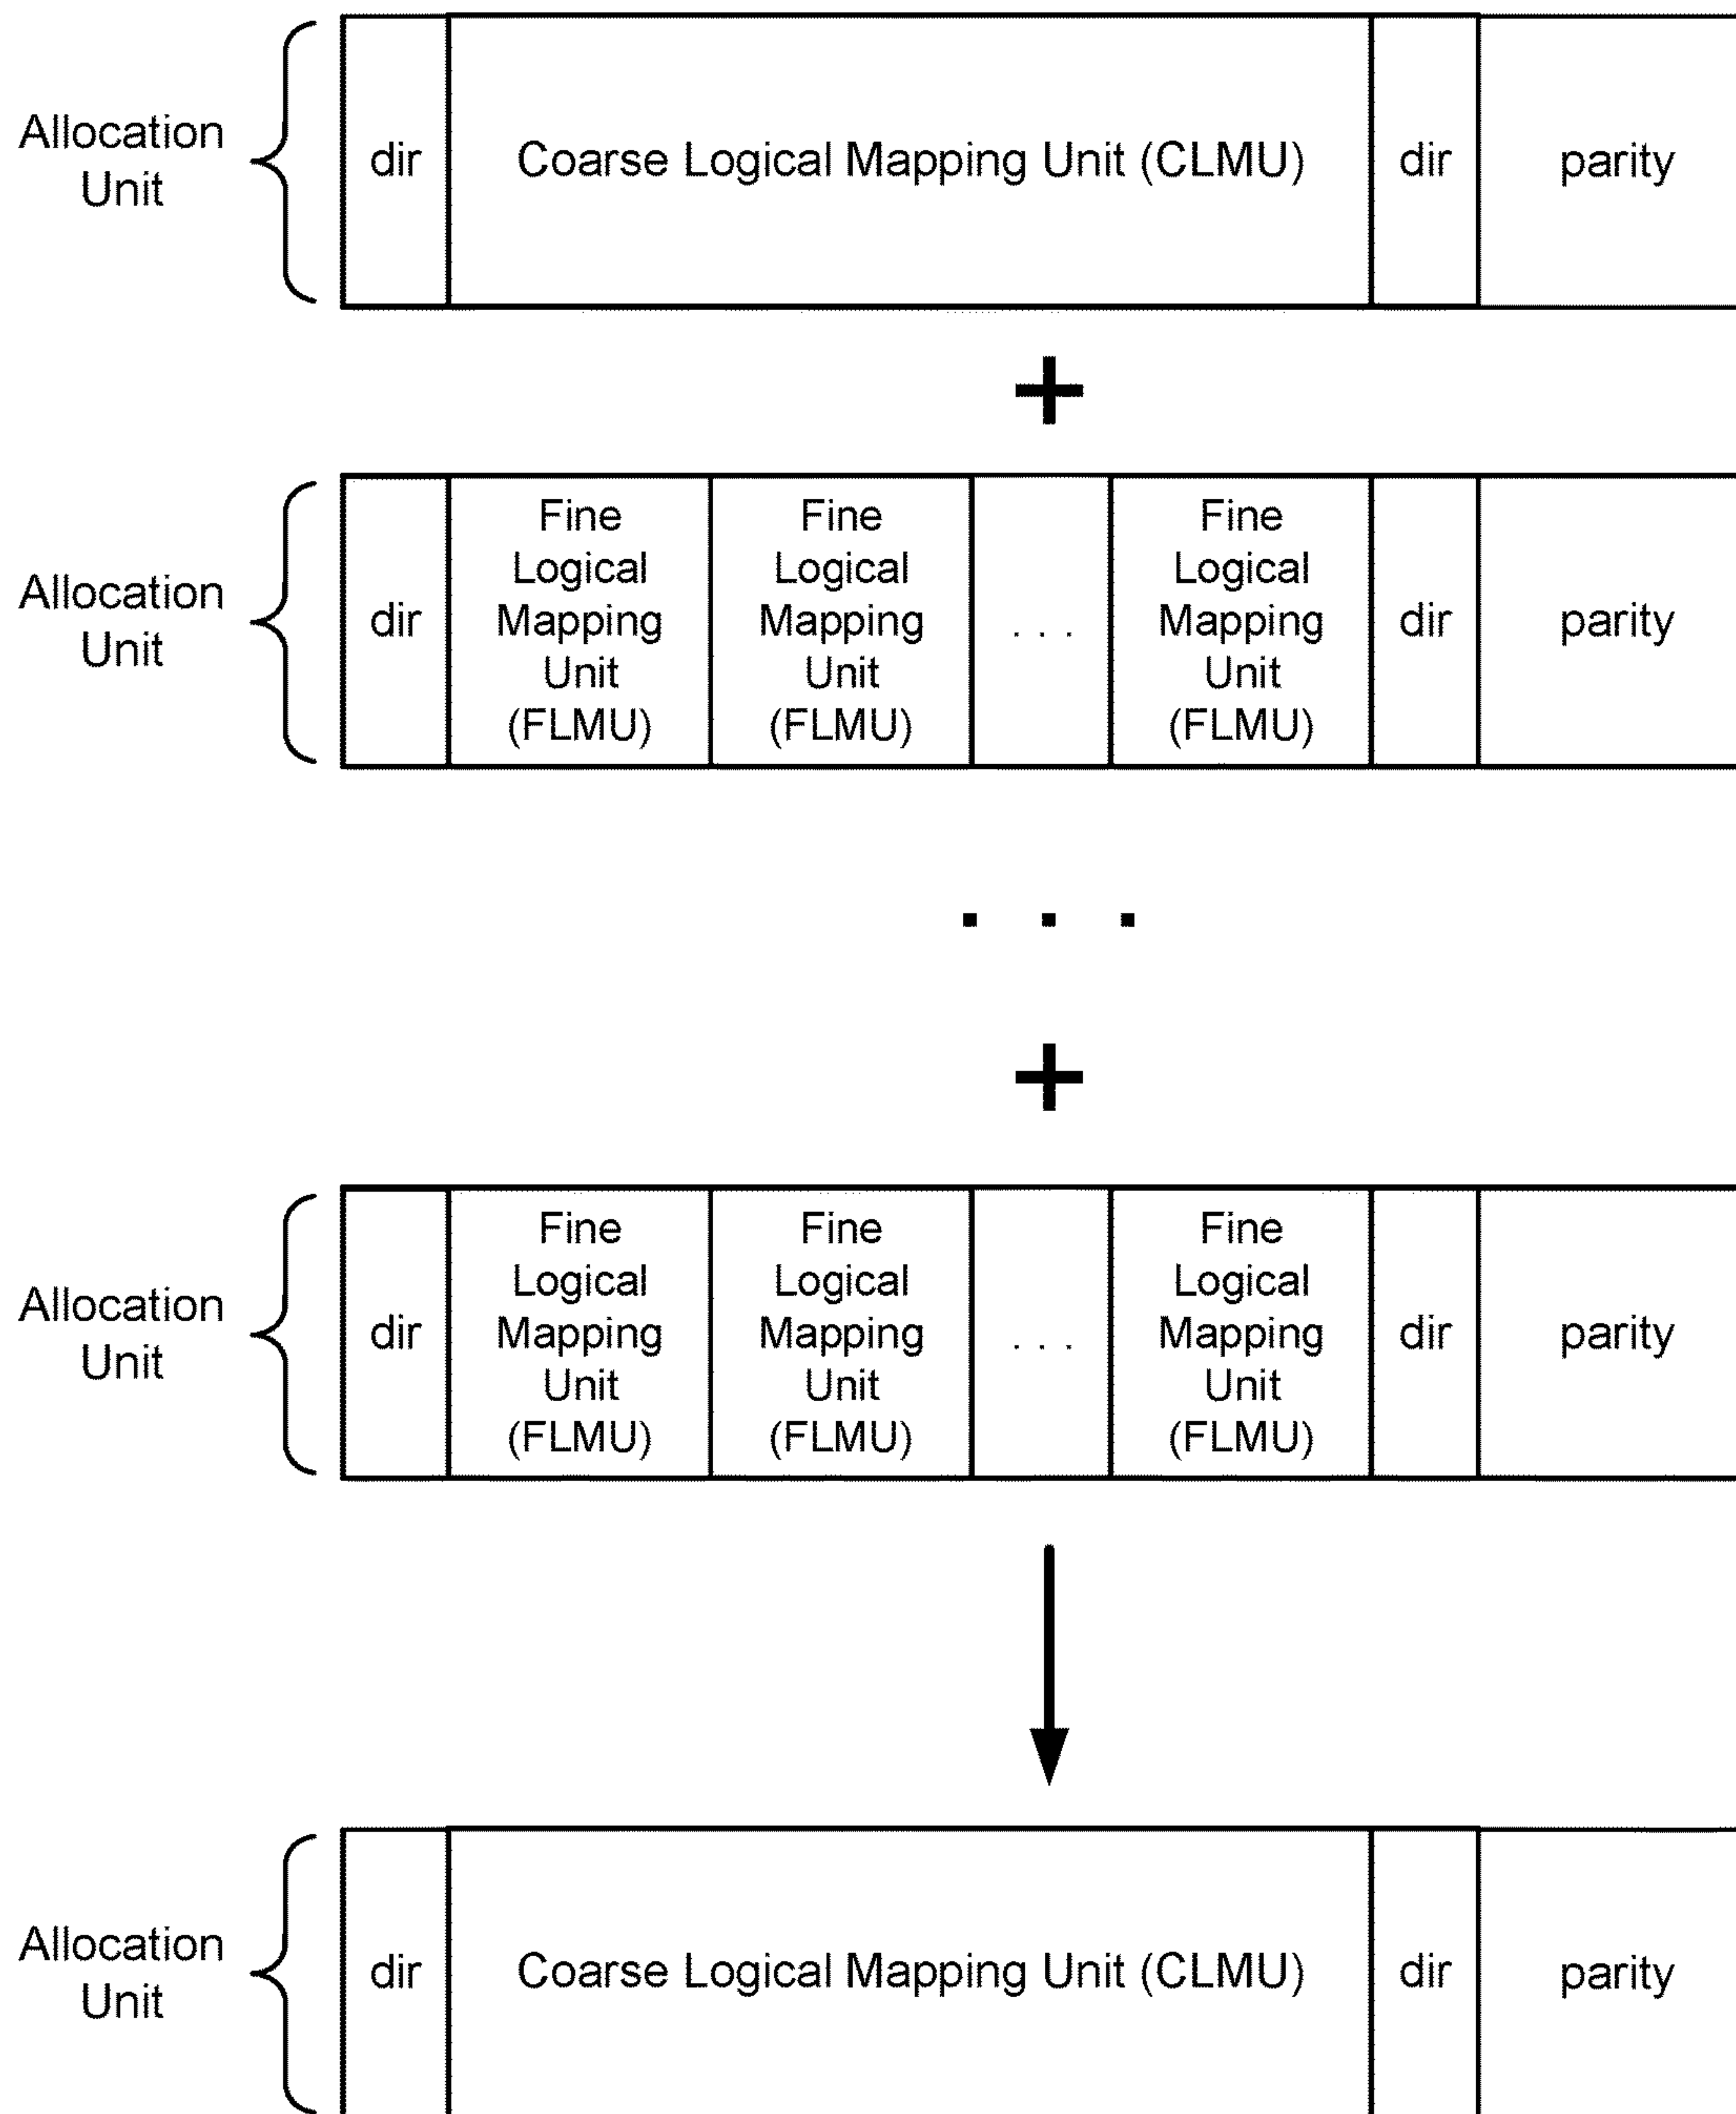 Allocation
Unit
dir
Coarse Logical Mapping Unit (CLMU)
dir
parity
+
Allocation
Unit
dir
Fine
Logical
Mapping
Unit
(FLMU)
Fine
Logical
Mapping
Unit
(FLMU)
. . .
Fine
Logical
Mapping
Unit
(FLMU)
dir
parity
. . .
+
Allocation
Unit
dir
Fine
Logical
Mapping
Unit
(FLMU)
Fine
Logical
Mapping
Unit
(FLMU)
. . .
Fine
Logical
Mapping
Unit
(FLMU)
dir
parity
Allocation
Unit
dir
Coarse Logical Mapping Unit (CLMU)
dir
parity